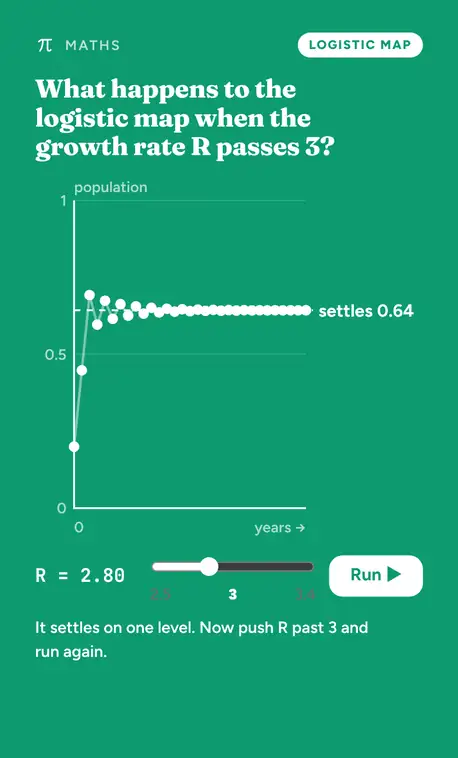 π MATHS
LOGISTIC MAP
What happens to the
logistic map when the
growth rate R passes 3?
population
1
settles 0.64
0.5
0
0
years →
R = 2.80
3
Run ▶
It settles on one level. Now push R past 3 and
run again.